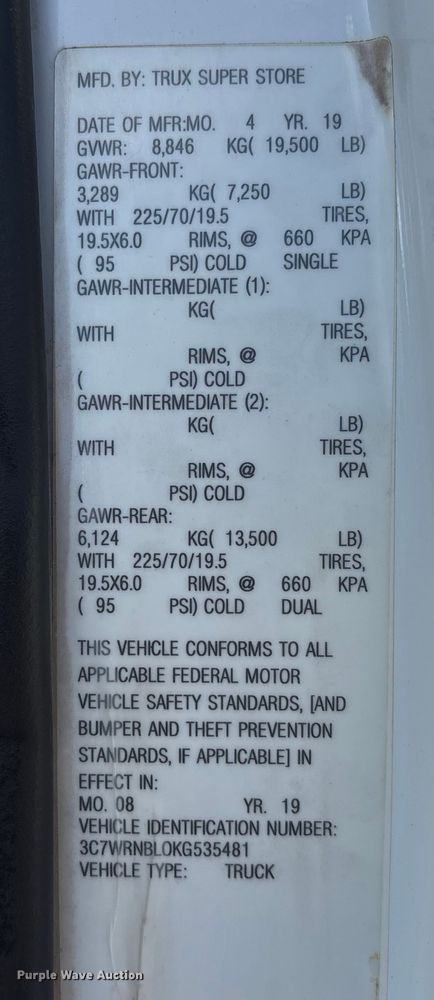 MFD. BY: TRUX SUPER STORE
DATE OF MFR:MO. 4 YR. 19
GVWR: 8,846 KG( 19,500 LB)
GAWR-FRONT:
3,289 KG( 7,250 LB)
WITH 225/70/19.5 TIRES,
19.5X6.0 RIMS, @ 660 KPA
( 95 PSI) COLD SINGLE
GAWR-INTERMEDIATE (1):
KG( LB)
WITH TIRES,
RIMS, @ KPA
( PSI) COLD
GAWR-INTERMEDIATE (2):
KG( LB)
WITH TIRES,
RIMS, @ KPA
( PSI) COLD
GAWR-REAR:
6,124 KG( 13,500 LB)
WITH 225/70/19.5 TIRES,
19.5X6.0 RIMS, @ 660 KPA
( 95 PSI) COLD DUAL
THIS VEHICLE CONFORMS TO ALL
APPLICABLE FEDERAL MOTOR
VEHICLE SAFETY STANDARDS, [AND
BUMPER AND THEFT PREVENTION
STANDARDS, IF APPLICABLE] IN
EFFECT IN:
MO. 08 YR. 19
VEHICLE IDENTIFICATION NUMBER:
3C7WRNBLOKG535481
VEHICLE TYPE: TRUCK
Purple Wave Auction